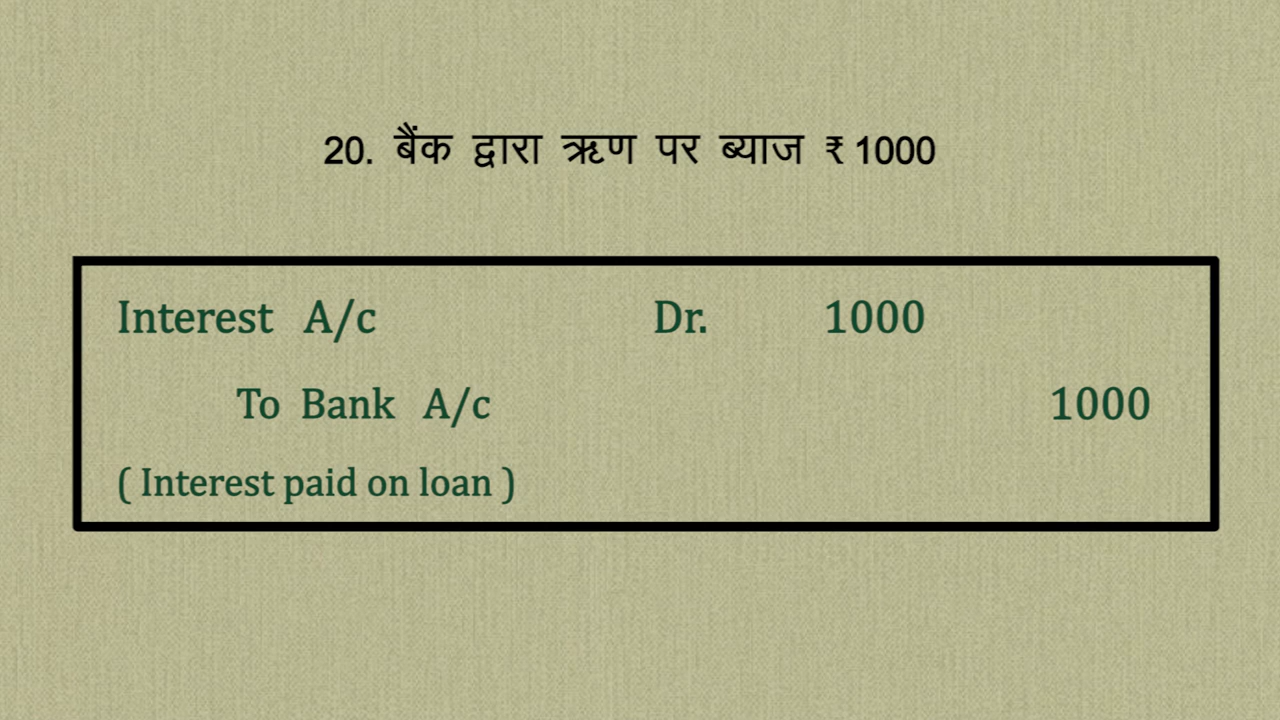 20. बैंक द्वारा ऋण पर ब्याज ₹ 1000
Interest A/c Dr. 1000
To Bank A/c 1000
( Interest paid on loan )